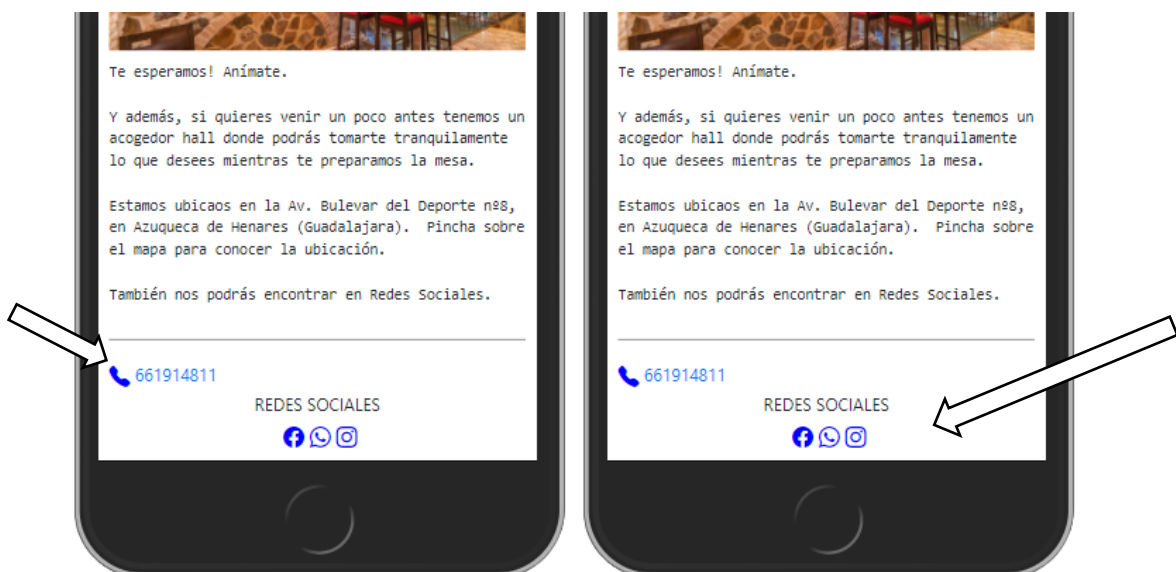 Te esperamos! Anímate.
Y además, si quieres venir un poco antes tenemos un
acogedor hall donde podrás tomarte tranquilamente
lo que desees mientras te preparamos la mesa.
Estamos ubicaos en la Av. Bulevar del Deporte nº8,
en Azuqueca de Henares (Guadalajara).  Pincha sobre
el mapa para conocer la ubicación.
También nos podrás encontrar en Redes Sociales.
661914811
REDES SOCIALES
Te esperamos! Anímate.
Y además, si quieres venir un poco antes tenemos un
acogedor hall donde podrás tomarte tranquilamente
lo que desees mientras te preparamos la mesa.
Estamos ubicaos en la Av. Bulevar del Deporte nº8,
en Azuqueca de Henares (Guadalajara).  Pincha sobre
el mapa para conocer la ubicación.
También nos podrás encontrar en Redes Sociales.
661914811
REDES SOCIALES